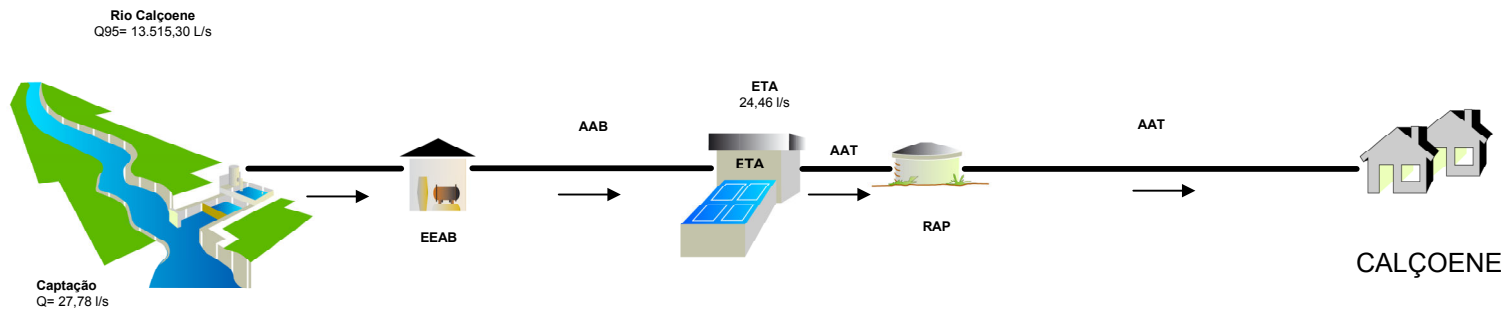 Rio Calçoene
Q95= 13.515,30 L/s
ETA
24,46 l/s
AAB
AAT
ETA
AAT
EEAB
RAP
CALÇOENE
Captação
Q= 27,78 l/s